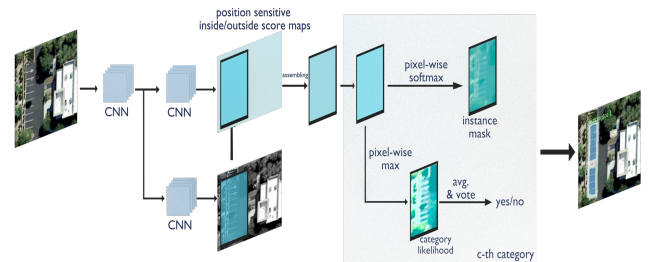 position sensitive
inside/outside score maps
CNN
CNN
assembling
pixel-wise
softmax
instance
mask
pixel-wise
max
CNN
avg.
& vote
yes/no
category
likelihood
c-th category